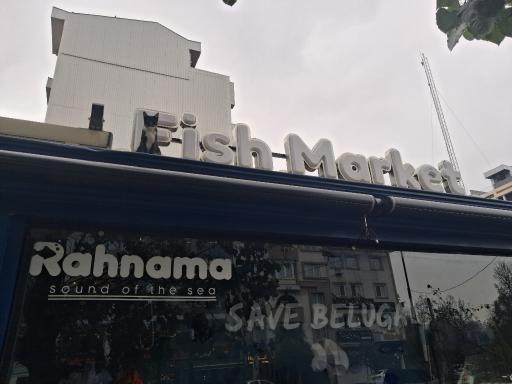 Fish Market
Rahnama
sound of the sea
SAVE BELUGA